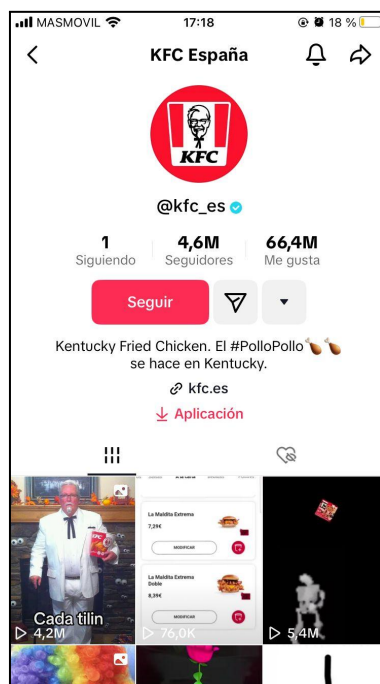 MASMOVIL 17:18 18 %
KFC España
KFC
@kfc_es
1 4,6M 66,4M
Siguiendo Seguidores Me gusta
Seguir
Kentucky Fried Chicken. El #PolloPollo🍗🍗
se hace en Kentucky.
kfc.es
Aplicación
La Maldita Extrema
7,29€
MODIFICAR
La Maldita Extrema
Doble
8,39€
MODIFICAR
Cada tilin
4,2M 76,0K 5,4M